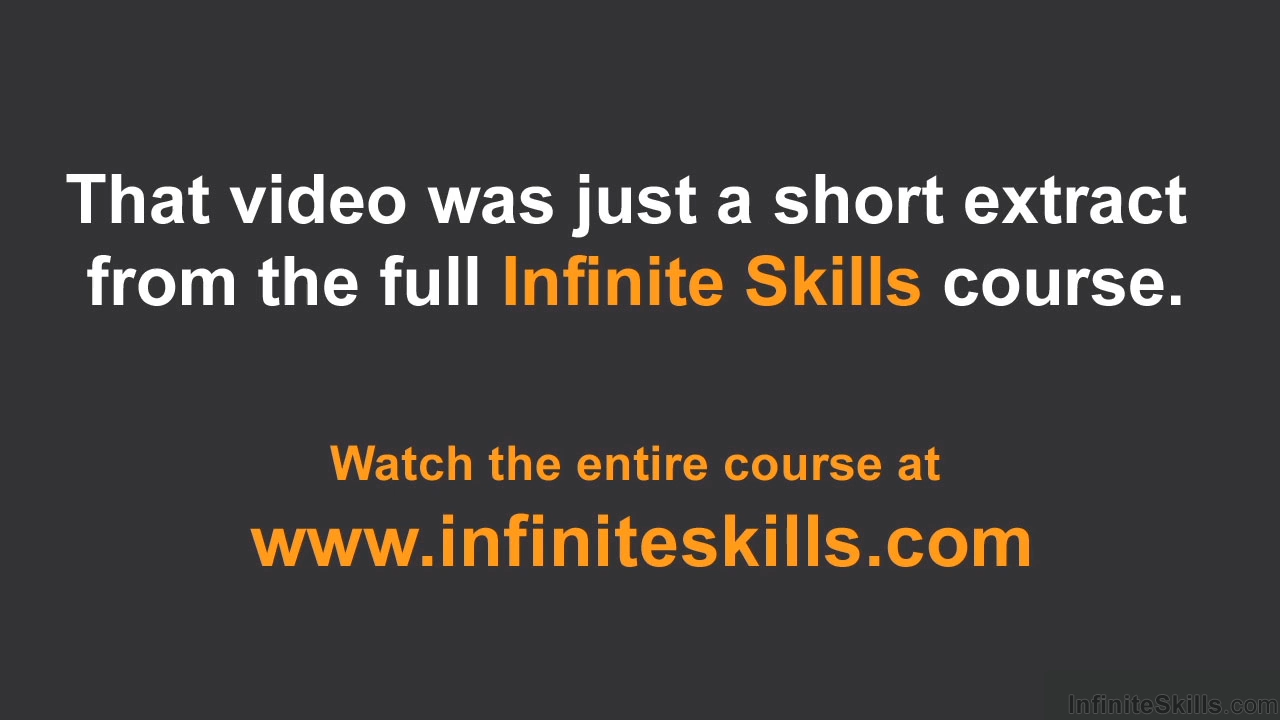 That video was just a short extract
from the full Infinite Skills course.
Watch the entire course at
www.infiniteskills.com
InfiniteSkills.com